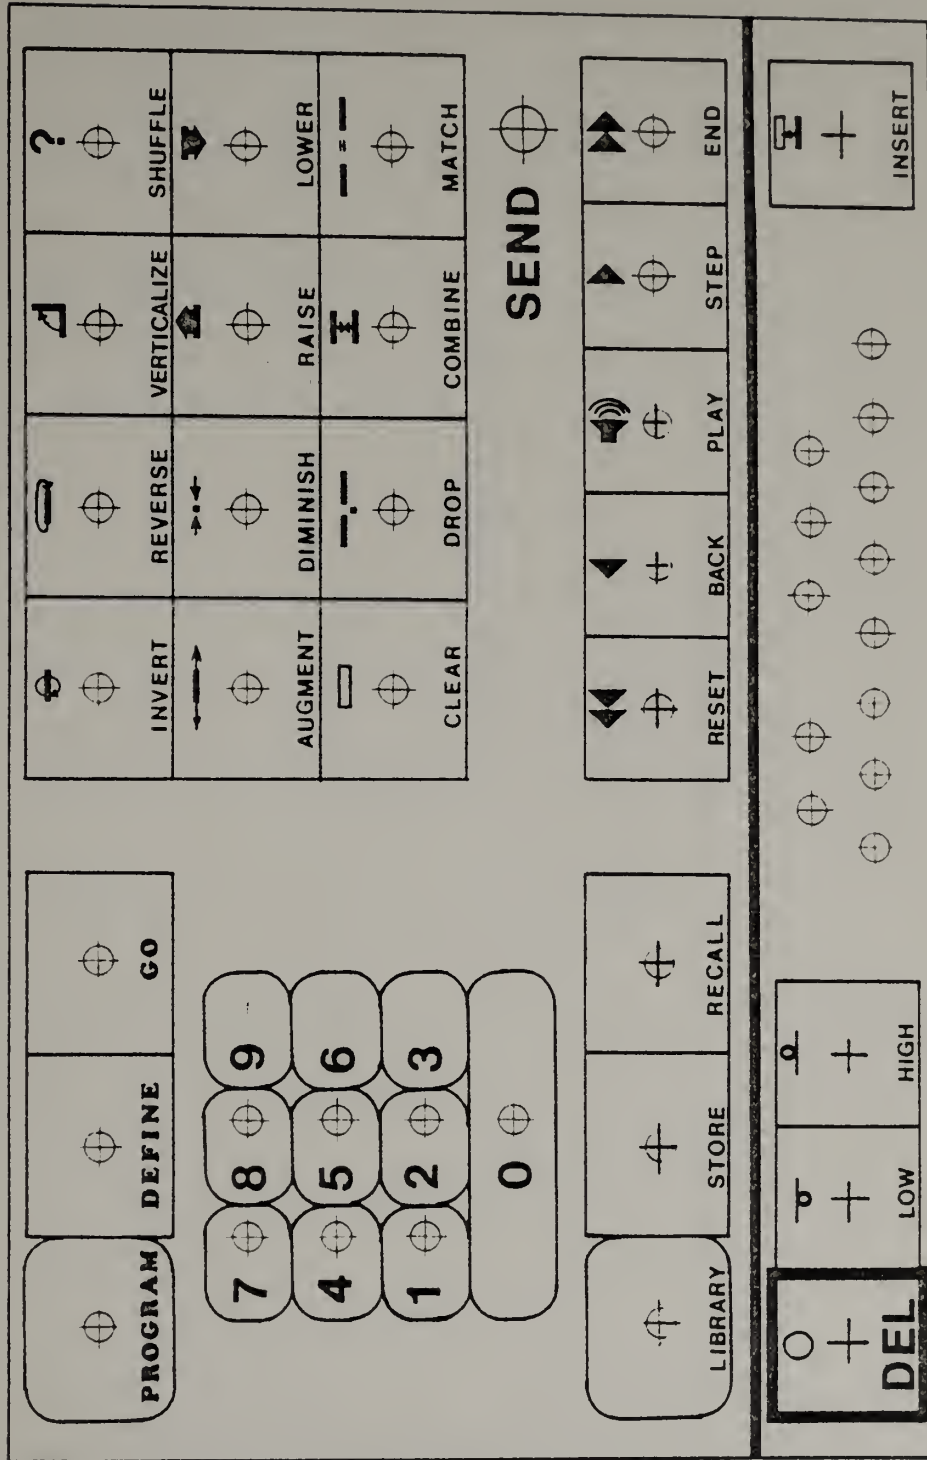 PROGRAM DEFINE GO
INVERT REVERSE VERTICALIZE ? SHUFFLE
AUGMENT DIMINISH RAISE LOWER
CLEAR DROP COMBINE = MATCH
7 8 9
4 5 6
1 2 3
0
SEND
LIBRARY STORE RECALL
RESET BACK PLAY STEP END
DEL LOW HIGH INSERT